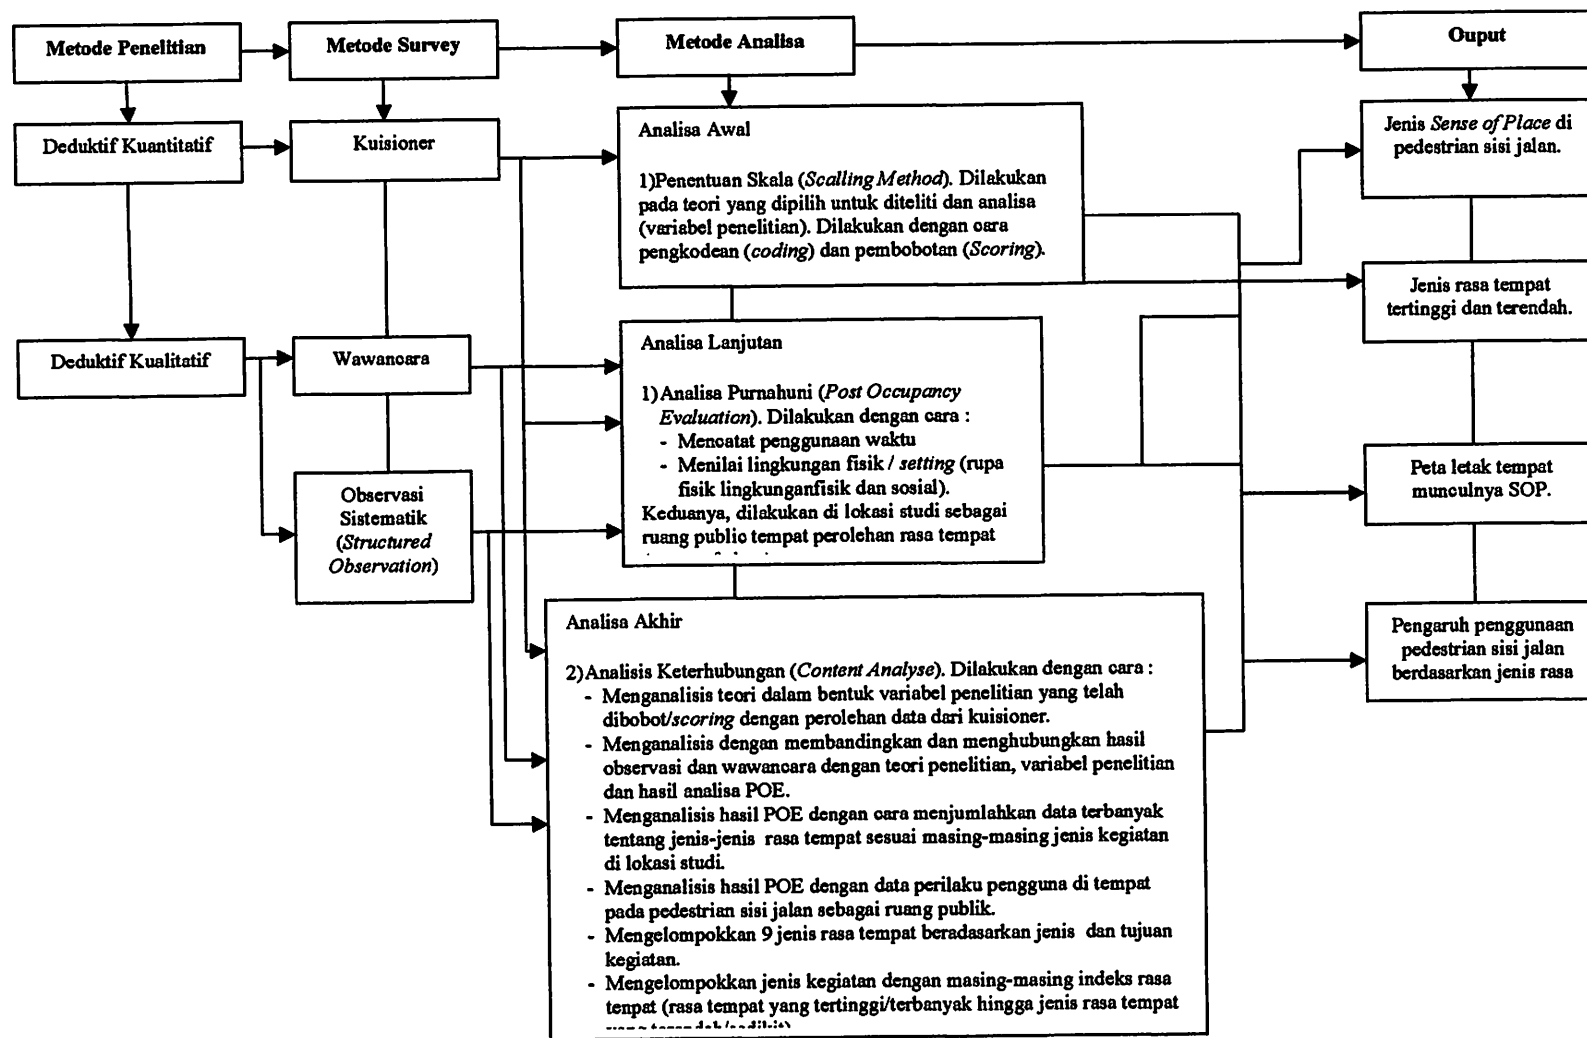 Metode Penelitian
Metode Survey
Metode Analisa
Ouput
Deduktif Kuantitatif
Kuisioner
Analisa Awal
1)Penentuan Skala (Scalling Method). Dilakukan
pada teori yang dipilih untuk diteliti dan analisa
(variabel penelitian). Dilakukan dengan cara
pengkodean (coding) dan pembobotan (Scoring).
Jenis Sense of Place di
pedestrian sisi jalan.
Jenis rasa tempat
tertinggi dan terendah.
Deduktif Kualitatif
Wawancara
Analisa Lanjutan
1)Analisa Purnahuni (Post Occupancy
Evaluation). Dilakukan dengan cara :
- Mencatat penggunaan waktu
- Menilai lingkungan fisik / setting (rupa
fisik lingkunganfisik dan sosial).
Keduanya, dilakukan di lokasi studi sebagai
ruang public tempat perolehan rasa tempat
Observasi
Sistematik
(Structured
Observation)
Peta letak tempat
munculnya SOP.
Analisa Akhir
2)Analisis Keterhubungan (Content Analyse). Dilakukan dengan cara :
- Menganalisis teori dalam bentuk variabel penelitian yang telah
dibobot/scoring dengan perolehan data dari kuisioner.
- Menganalisis dengan membandingkan dan menghubungkan hasil
observasi dan wawancara dengan teori penelitian, variabel penelitian
dan hasil analisa POE.
- Menganalisis hasil POE dengan cara menjumlahkan data terbanyak
tentang jenis-jenis rasa tempat sesuai masing-masing jenis kegiatan
di lokasi studi.
- Menganalisis hasil POE dengan data perilaku pengguna di tempat
pada pedestrian sisi jalan sebagai ruang publik.
- Mengelompokkan 9 jenis rasa tempat beradasarkan jenis dan tujuan
kegiatan.
- Mengelompokkan jenis kegiatan dengan masing-masing indeks rasa
tenpat (rasa tempat yang tertinggi/terbanyak hingga jenis rasa tempat
Pengaruh penggunaan
pedestrian sisi jalan
berdasarkan jenis rasa